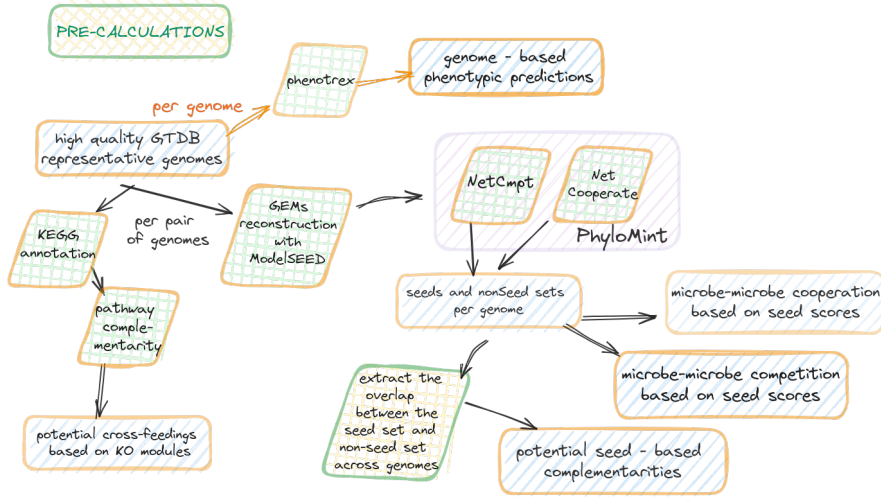 PRE-CALCULATIONS
phenotrex
genome - based
phenotypic predictions
per genome
high quality GTDB
representative genomes
KEGG
annotation
per pair
of genomes
GEMs
reconstruction
with
ModelSEED
NetCmpt
Net
Cooperate
PhyloMint
pathway
comple-
mentarity
seeds and nonSeed sets
per genome
microbe-microbe cooperation
based on seed scores
microbe-microbe competition
based on seed scores
extract the
overlap
between the
seed set and
non-seed set
across genomes
potential cross-feedings
based on KO modules
potential seed - based
complementarities